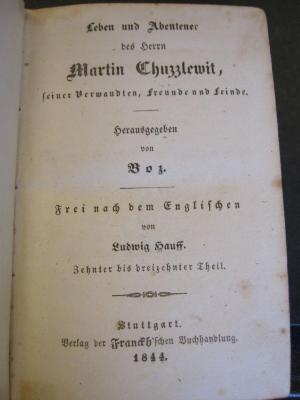 Leben und Abenteuer
des Herrn
Martin Chuzzlewit,
seiner Verwandten, Freunde und Feinde.
Herausgegeben
von
Boz.
Frei nach dem Englischen
von
Ludwig Hauff.
Zehnter bis dreizehnter Theil.
Stuttgart.
Verlag der Franckh'schen Buchhandlung.
1844.